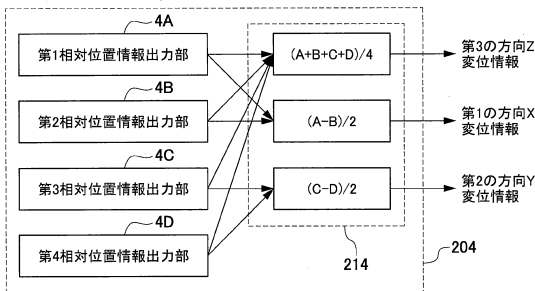 4A
第1相対位置情報出力部
(A+B+C+D)/4
第3の方向Z
変位情報
4B
第2相対位置情報出力部
(A−B)/2
第1の方向X
変位情報
4C
第3相対位置情報出力部
(C−D)/2
第2の方向Y
変位情報
4D
第4相対位置情報出力部
214
204